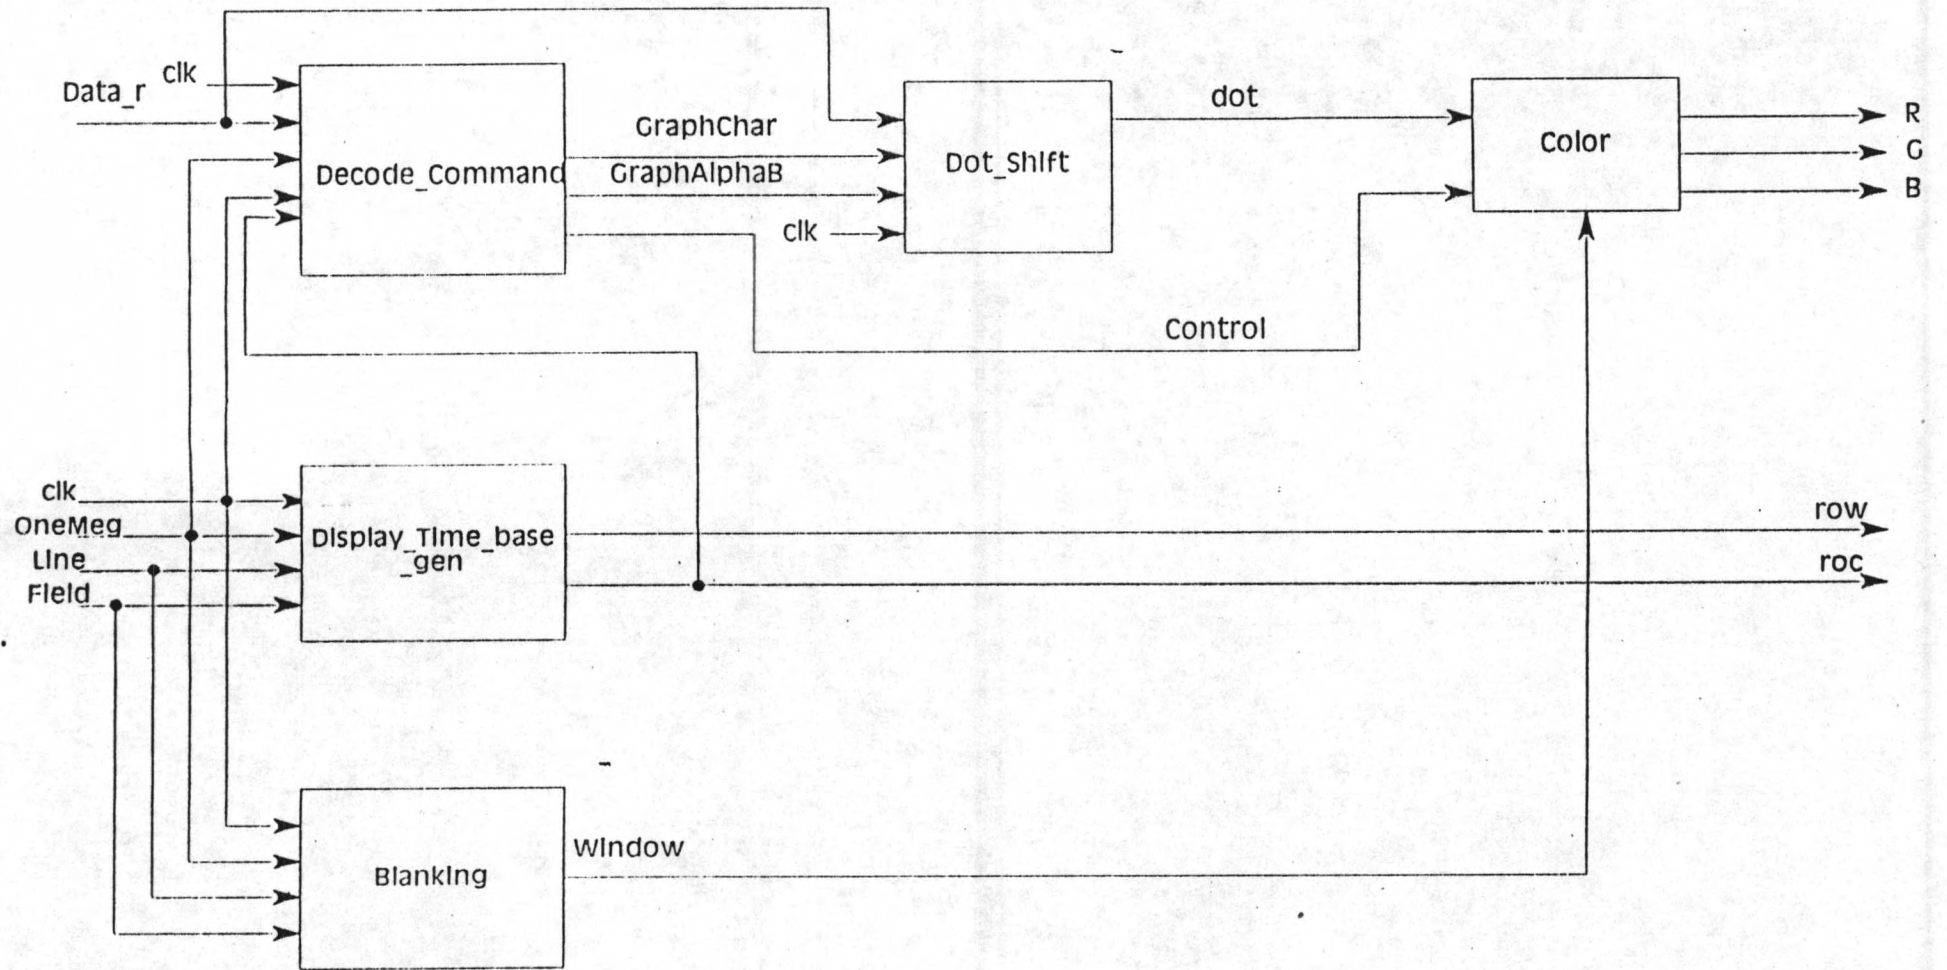 clk
Data_r
Decode_Command
GraphChar
GraphAlphaB
clk
Dot_Shift
dot
Control
Color
R
G
B
clk
OneMeg
Line
Field
Display_Time_base
_gen
row
roc
Blanking
Window